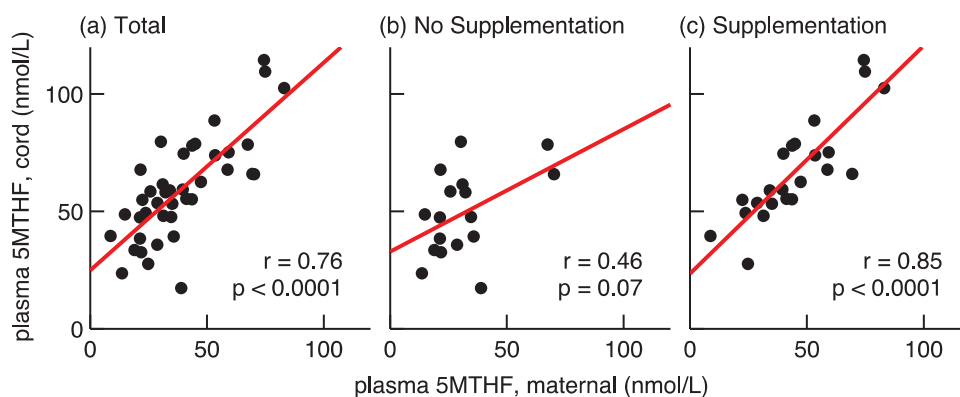 (a) Total
(b) No Supplementation
(c) Supplementation
plasma 5MTHF, cord (nmol/L)
100
50
0
r = 0.76
p < 0.0001
r = 0.46
p = 0.07
r = 0.85
p < 0.0001
0 50 100
0 50 100
0 50 100
plasma 5MTHF, maternal (nmol/L)